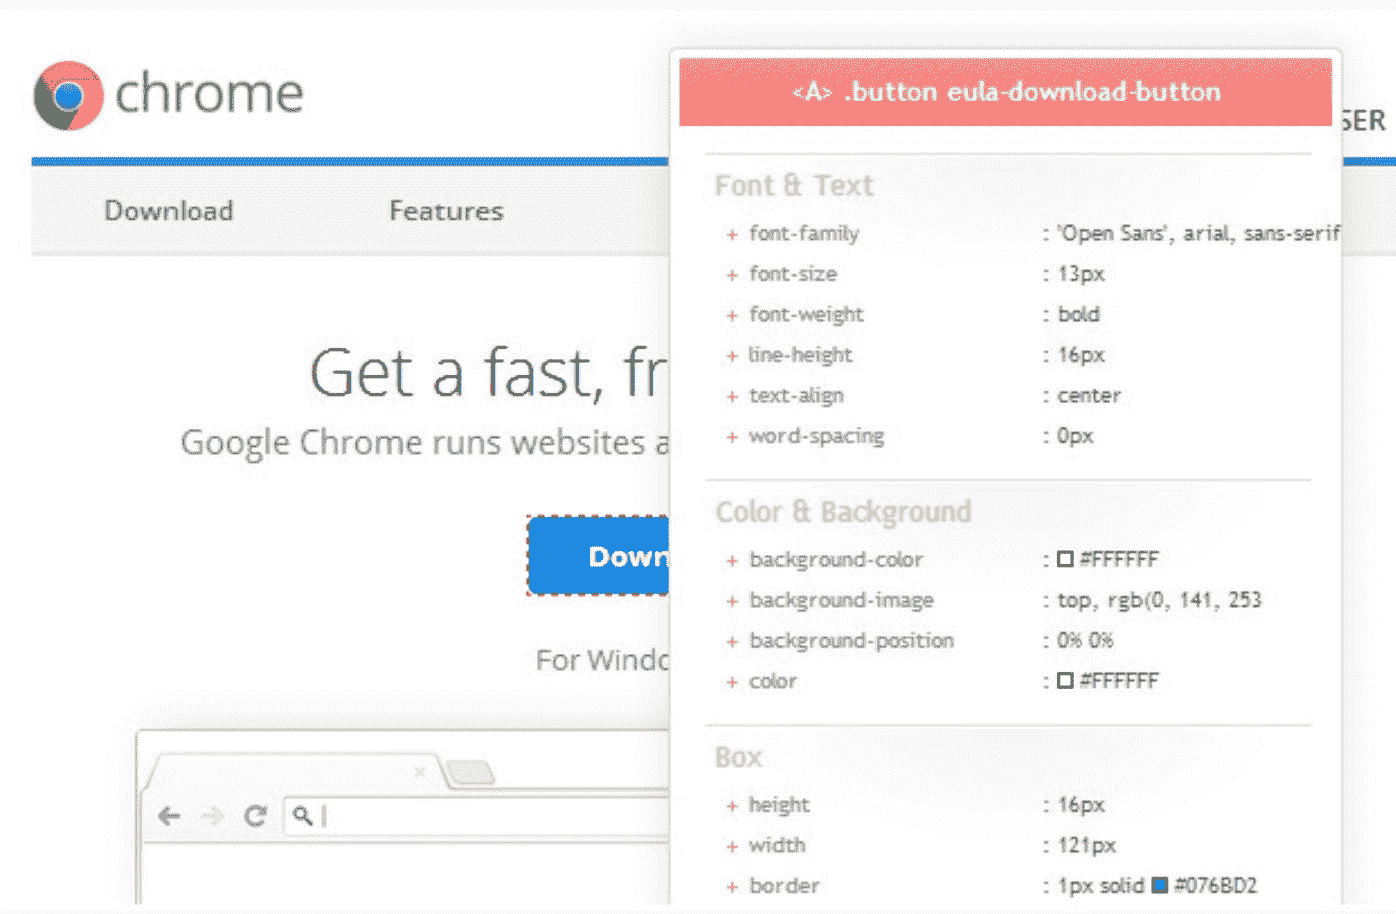 chrome
SER
Download Features
Get a fast, fr
Google Chrome runs websites a
Down
For Windo
<A> .button eula-download-button
Font & Text
+ font-family : 'Open Sans', arial, sans-serif
+ font-size : 13px
+ font-weight : bold
+ line-height : 16px
+ text-align : center
+ word-spacing : 0px
Color & Background
+ background-color : #FFFFFF
+ background-image : top, rgb(0, 141, 253
+ background-position : 0% 0%
+ color : #FFFFFF
Box
+ height : 16px
+ width : 121px
+ border : 1px solid #076BD2